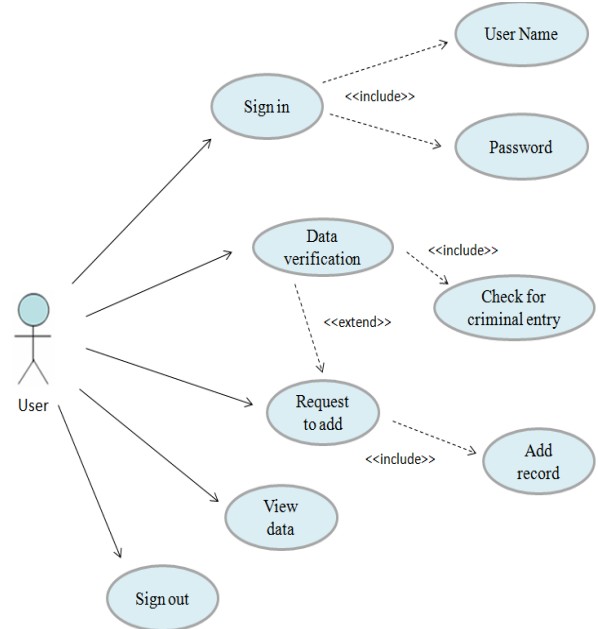 User Name
Sign in
<<include>>
Password
Data
verification
<<include>>
Check for
criminal entry
<<extend>>
User
Request
to add
<<include>>
Add
record
View
data
Sign out